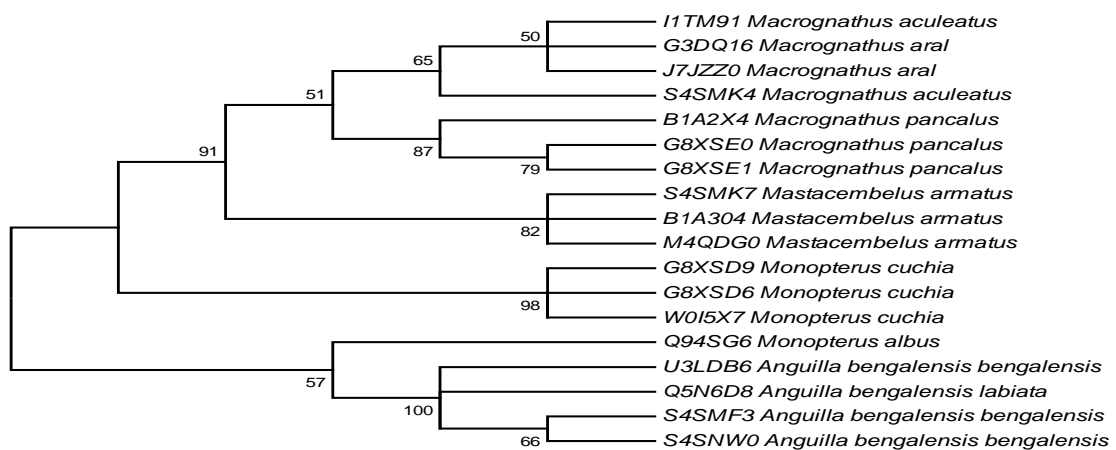 I1TM91 Macrognathus aculeatus
50
G3DQ16 Macrognathus aral
65
J7JZZ0 Macrognathus aral
51
S4SMK4 Macrognathus aculeatus
B1A2X4 Macrognathus pancalus
87
G8XSE0 Macrognathus pancalus
91
79
G8XSE1 Macrognathus pancalus
S4SMK7 Mastacembelus armatus
B1A304 Mastacembelus armatus
82
M4QDG0 Mastacembelus armatus
G8XSD9 Monopterus cuchia
G8XSD6 Monopterus cuchia
98
W0I5X7 Monopterus cuchia
Q94SG6 Monopterus albus
57
U3LDB6 Anguilla bengalensis bengalensis
Q5N6D8 Anguilla bengalensis labiata
100
S4SMF3 Anguilla bengalensis bengalensis
66
S4SNW0 Anguilla bengalensis bengalensis